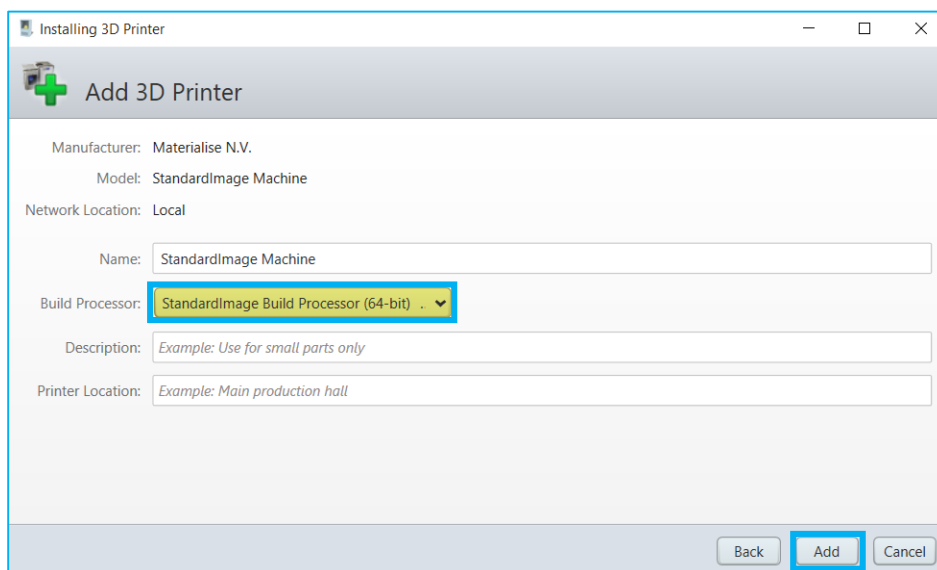 Installing 3D Printer
Add 3D Printer
Manufacturer: Materialise N.V.
Model: StandardImage Machine
Network Location: Local
Name: StandardImage Machine
Build Processor: StandardImage Build Processor (64-bit) ..
Description: Example: Use for small parts only
Printer Location: Example: Main production hall
Back Add Cancel